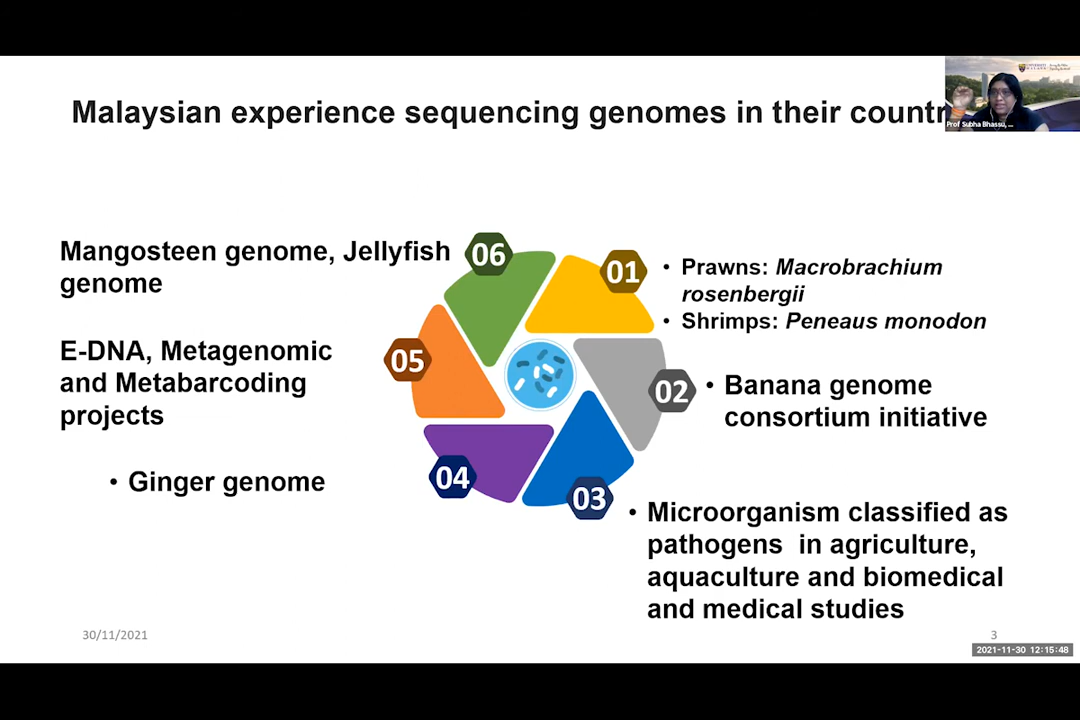 Malaysian experience sequencing genomes in their countr
Prof Subha Bhassu, ...
06
Mangosteen genome, Jellyfish
genome
01
• Prawns: Macrobrachium
rosenbergii
• Shrimps: Peneaus monodon
05
E-DNA, Metagenomic
and Metabarcoding
projects
02
• Banana genome
consortium initiative
04
• Ginger genome
03
• Microorganism classified as
pathogens in agriculture,
aquaculture and biomedical
and medical studies
30/11/2021
3
2021-11-30 12:15:48